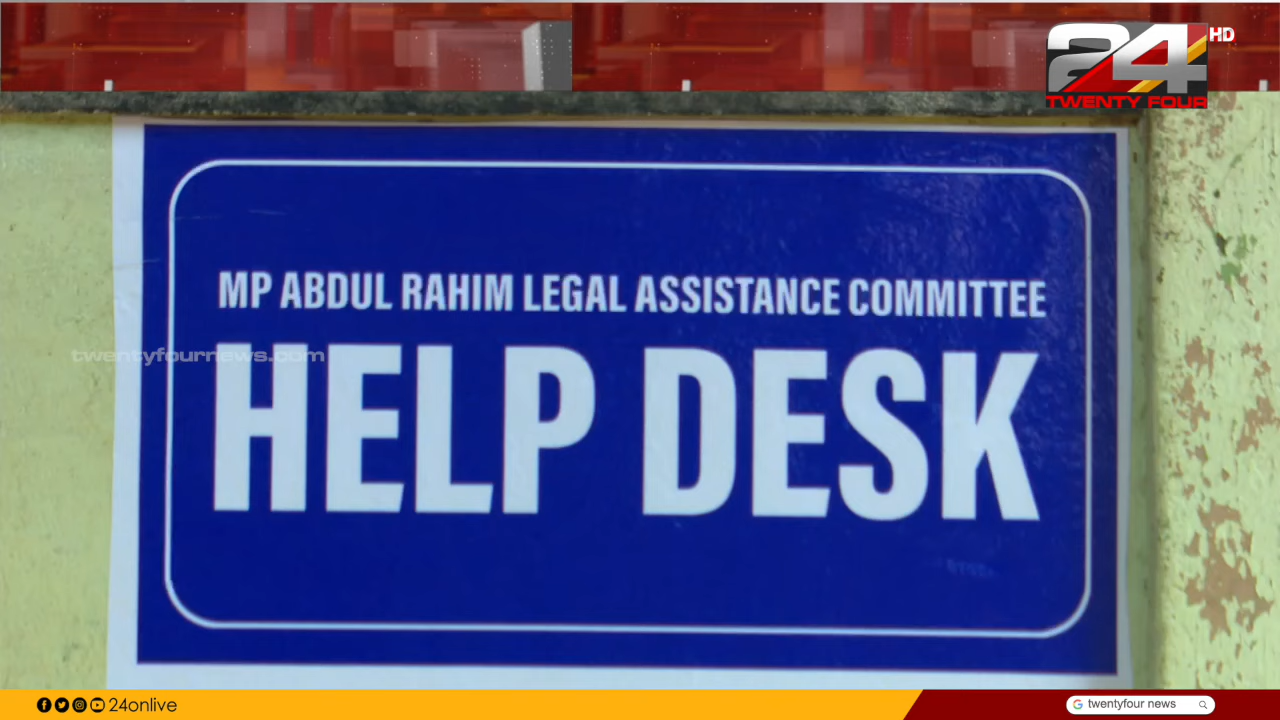 24 HD
TWENTY FOUR
MP ABDUL RAHIM LEGAL ASSISTANCE COMMITTEE
twentyfournews.com
HELP DESK
24onlive
twentyfour news